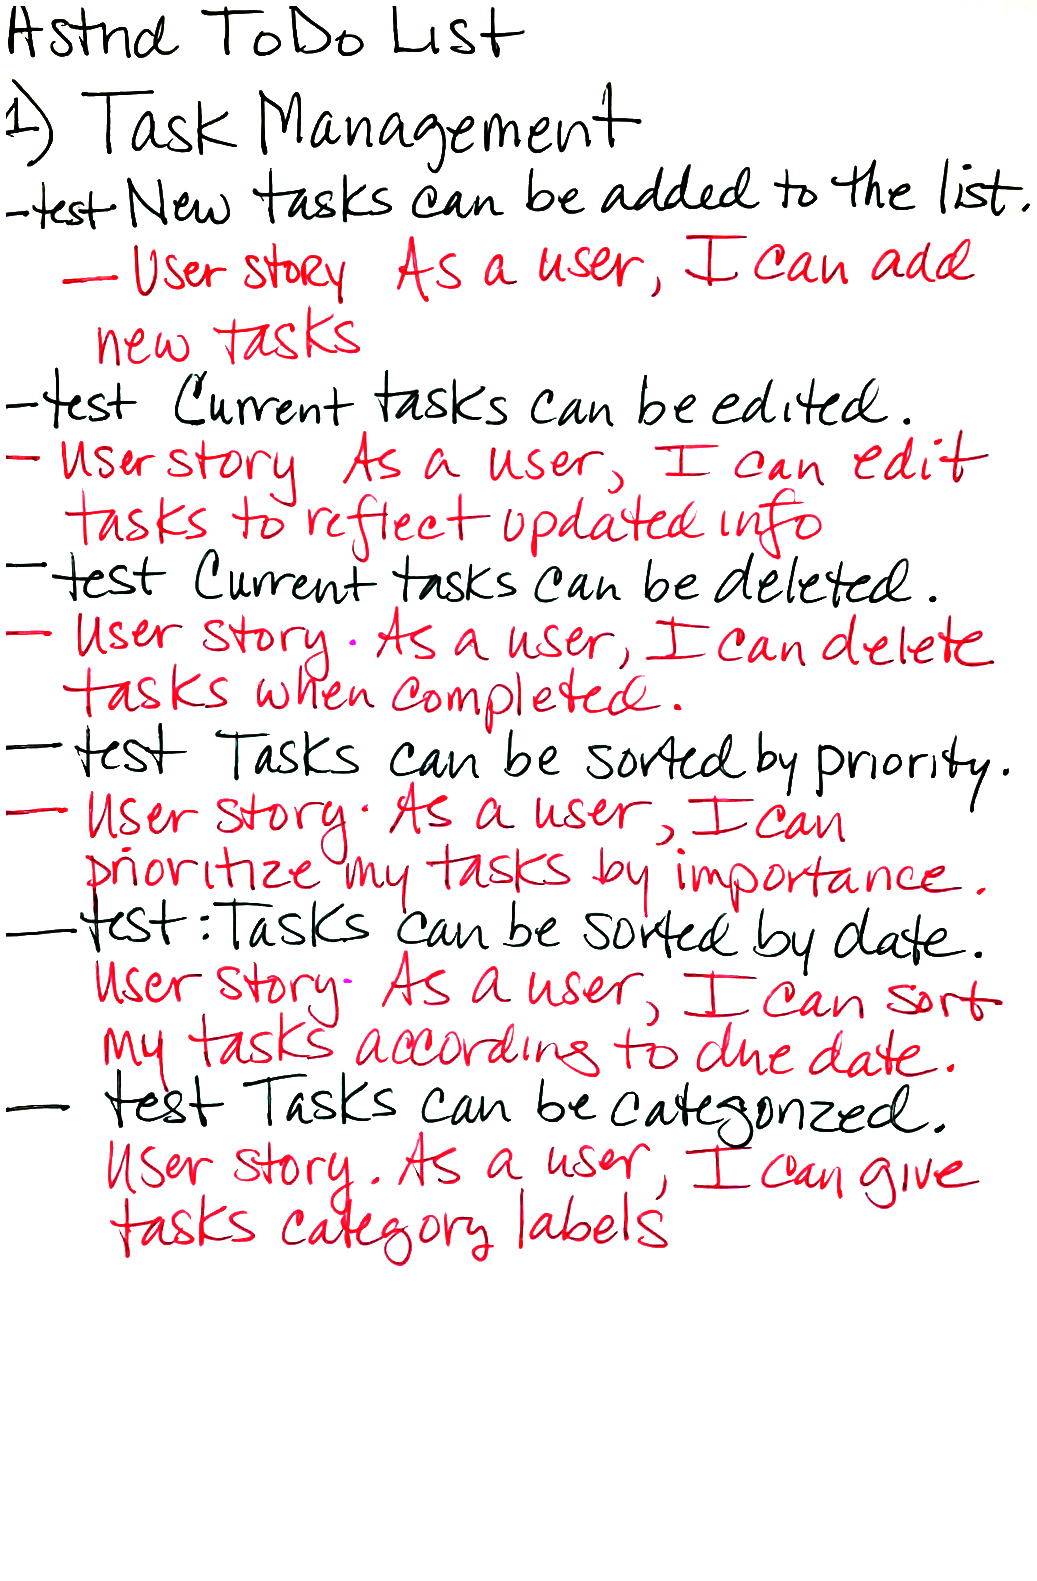 Astrid ToDo List
1) Task Management
-test New tasks can be added to the list.
- User story As a user, I can add
new tasks
-test Current tasks can be edited.
- User story As a user, I can edit
tasks to reflect updated info
- test Current tasks can be deleted.
- User story. As a user, I can delete
tasks when completed.
- test Tasks can be sorted by priority.
- User story. As a user, I can
prioritize my tasks by importance.
- test: Tasks can be sorted by date.
User story. As a user, I can sort
my tasks according to due date.
- test Tasks can be categorized.
User story. As a user, I can give
tasks category labels